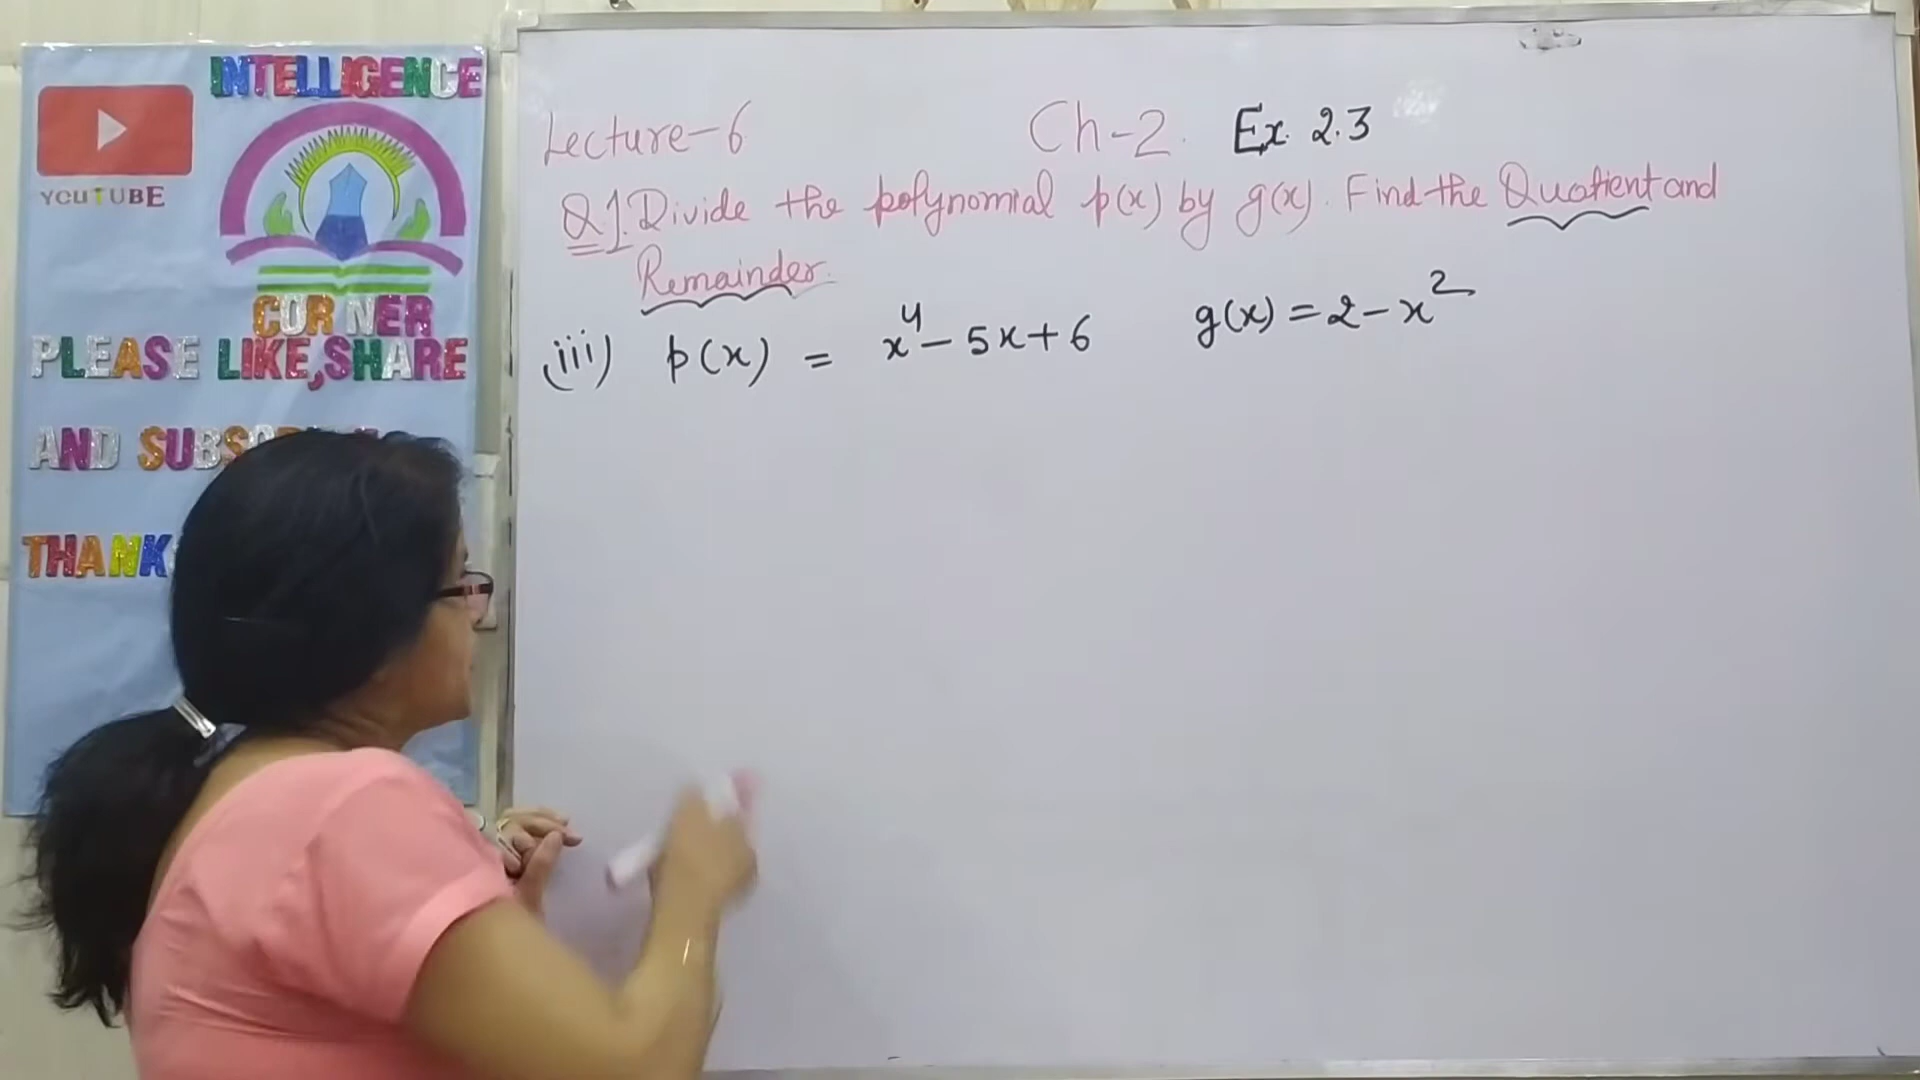 INTELLIGENCE
YOUTUBE
CORNER
PLEASE LIKE,SHARE
AND SUBSC
THANK
Lecture-6 Ch-2. Ex. 2.3
Q1. Divide the polynomial p(x) by g(x). Find the Quotient and
Remainder.
(iii) p(x) = x⁴ - 5x + 6 g(x) = 2 - x²